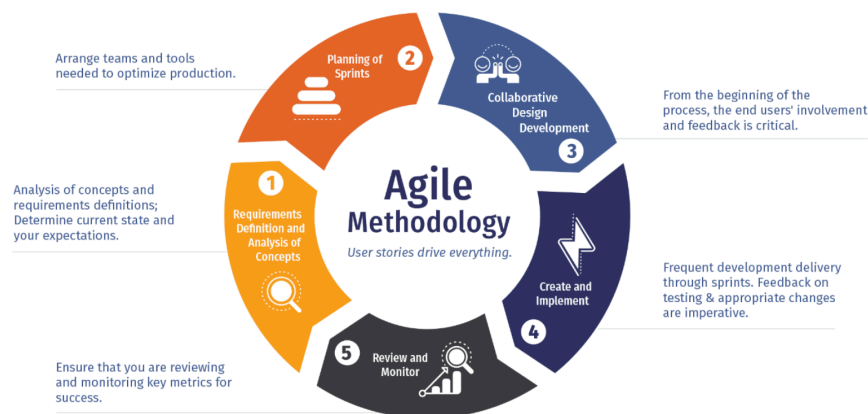 Agile
Methodology
User stories drive everything.
1
Requirements
Definition and
Analysis of
Concepts
Analysis of concepts and
requirements definitions;
Determine current state and
your expectations.
2
Planning of
Sprints
Arrange teams and tools
needed to optimize production.
Collaborative
Design
Development
3
From the beginning of the
process, the end users' involvement
and feedback is critical.
Create and
Implement
4
Frequent development delivery
through sprints. Feedback on
testing & appropriate changes
are imperative.
5
Review and
Monitor
Ensure that you are reviewing
and monitoring key metrics for
success.